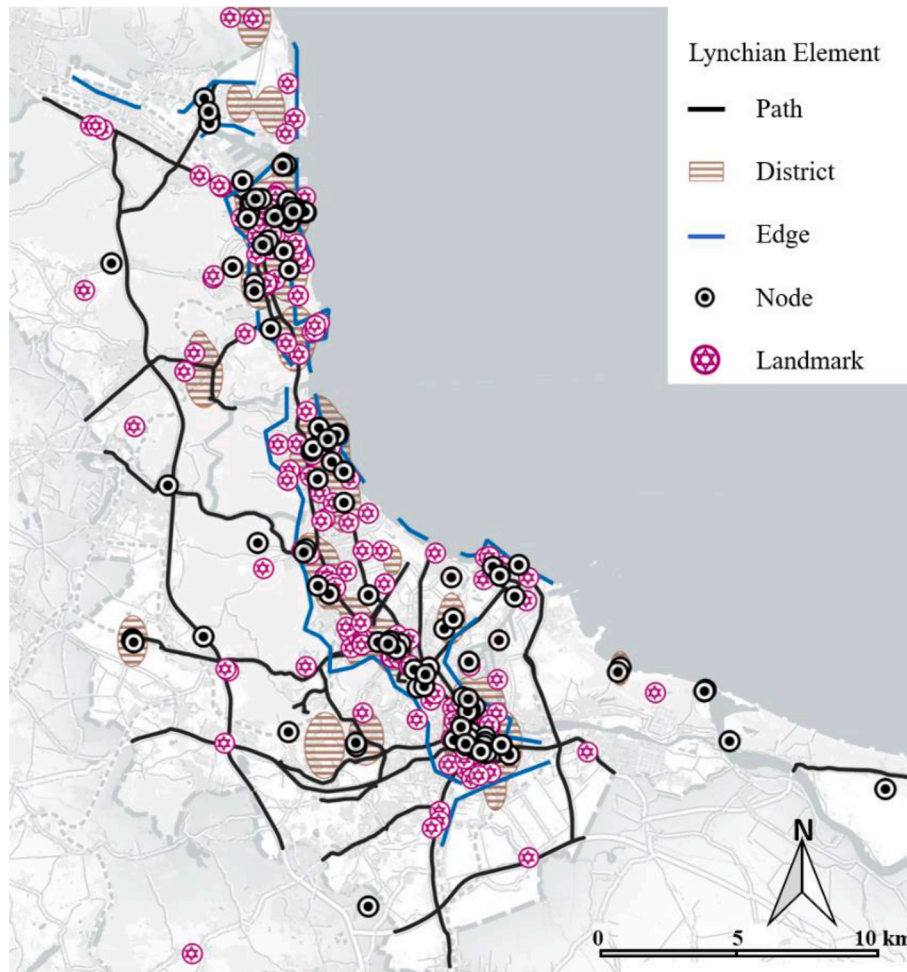 Lynchian Element
Path
District
Edge
Node
Landmark
N
0 5 10 km